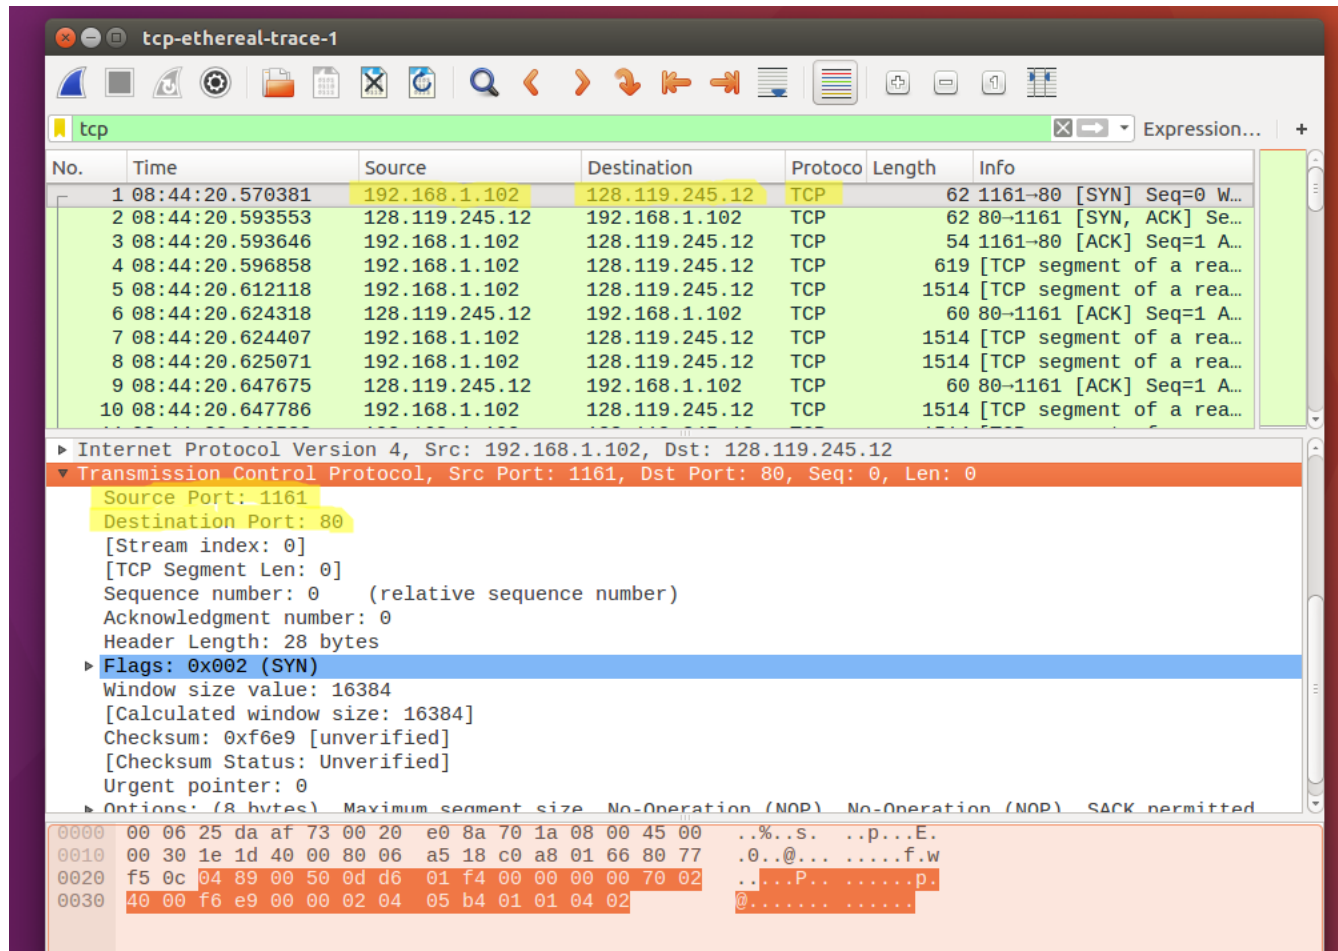 tcp-ethereal-trace-1
tcp Expression… +
No. Time Source Destination Protoco Length Info
1 08:44:20.570381 192.168.1.102 128.119.245.12 TCP 62 1161→80 [SYN] Seq=0 W…
2 08:44:20.593553 128.119.245.12 192.168.1.102 TCP 62 80→1161 [SYN, ACK] Se…
3 08:44:20.593646 192.168.1.102 128.119.245.12 TCP 54 1161→80 [ACK] Seq=1 A…
4 08:44:20.596858 192.168.1.102 128.119.245.12 TCP 619 [TCP segment of a rea…
5 08:44:20.612118 192.168.1.102 128.119.245.12 TCP 1514 [TCP segment of a rea…
6 08:44:20.624318 128.119.245.12 192.168.1.102 TCP 60 80→1161 [ACK] Seq=1 A…
7 08:44:20.624407 192.168.1.102 128.119.245.12 TCP 1514 [TCP segment of a rea…
8 08:44:20.625071 192.168.1.102 128.119.245.12 TCP 1514 [TCP segment of a rea…
9 08:44:20.647675 128.119.245.12 192.168.1.102 TCP 60 80→1161 [ACK] Seq=1 A…
10 08:44:20.647786 192.168.1.102 128.119.245.12 TCP 1514 [TCP segment of a rea…
Internet Protocol Version 4, Src: 192.168.1.102, Dst: 128.119.245.12
Transmission Control Protocol, Src Port: 1161, Dst Port: 80, Seq: 0, Len: 0
Source Port: 1161
Destination Port: 80
[Stream index: 0]
[TCP Segment Len: 0]
Sequence number: 0 (relative sequence number)
Acknowledgment number: 0
Header Length: 28 bytes
Flags: 0x002 (SYN)
Window size value: 16384
[Calculated window size: 16384]
Checksum: 0xf6e9 [unverified]
[Checksum Status: Unverified]
Urgent pointer: 0
Options: (8 bytes), Maximum segment size, No-Operation (NOP), No-Operation (NOP), SACK permitted
0000 00 06 25 da af 73 00 20 e0 8a 70 1a 08 00 45 00 ..%..s. ..p...E.
0010 00 30 1e 1d 40 00 80 06 a5 18 c0 a8 01 66 80 77 .0..@... .....f.w
0020 f5 0c 04 89 00 50 0d d6 01 f4 00 00 00 00 70 02 .....P.. ......p.
0030 40 00 f6 e9 00 00 02 04 05 b4 01 01 04 02 @....... ......